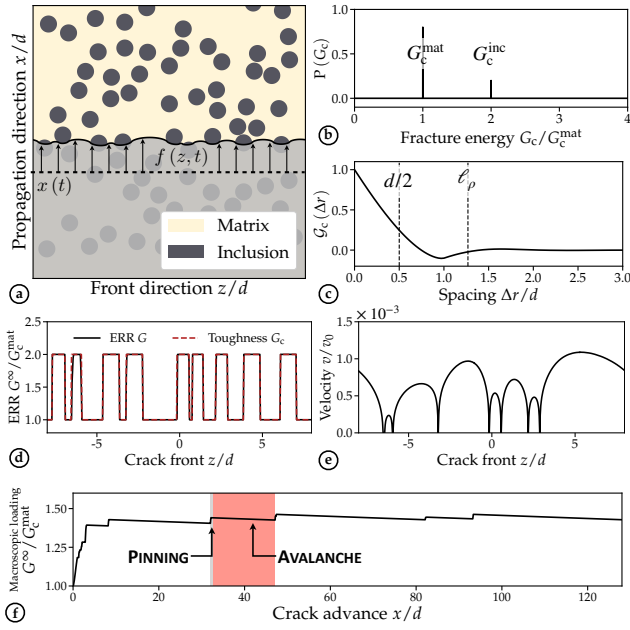 Propagation direction x/d
x(t)
f(z,t)
Matrix
Inclusion
Front direction z/d
a
P(G_c)
1.0
0.5
0.0
G_c^mat
G_c^inc
0
1
2
3
4
Fracture energy G_c/G_c^mat
b
𝒢_c(Δr)
1.0
0.5
0.0
d/2
ℓ_ρ
0.0
0.5
1.0
1.5
2.0
2.5
3.0
Spacing Δr/d
c
ERR G^∞/G_c^mat
2.5
2.0
1.5
1.0
ERR G
Toughness G_c
-5
0
5
Crack front z/d
d
Velocity v/v_0
× 10^−3
1.5
1.0
0.5
0.0
-5
0
5
Crack front z/d
e
Macroscopic loading
G^∞/G_c^mat
1.50
1.25
1.00
PINNING
AVALANCHE
0
20
40
60
80
100
120
Crack advance x/d
f